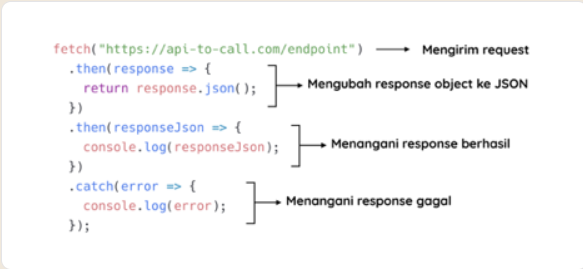 fetch("https://api-to-call.com/endpoint") Mengirim request
.then(response => {
return response.json(); Mengubah response object ke JSON
})
.then(responseJson => {
console.log(responseJson); Menangani response berhasil
})
.catch(error => {
console.log(error); Menangani response gagal
});